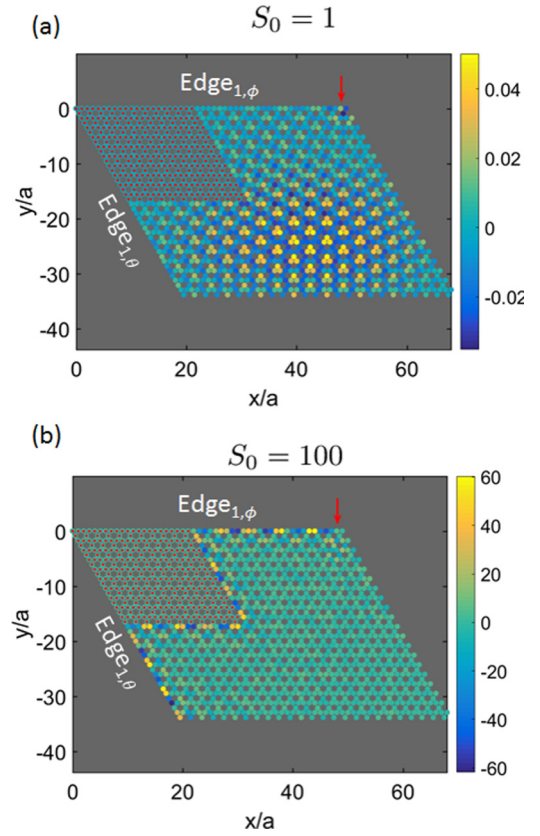 (a)
S₀ = 1
Edge₁,ϕ
0
-10
-20
-30
-40
y/a
Edge₁,θ
0 20 40 60
x/a
0.04
0.02
0
-0.02
(b)
S₀ = 100
Edge₁,ϕ
0
-10
-20
-30
-40
y/a
Edge₁,θ
0 20 40 60
x/a
60
40
20
0
-20
-40
-60